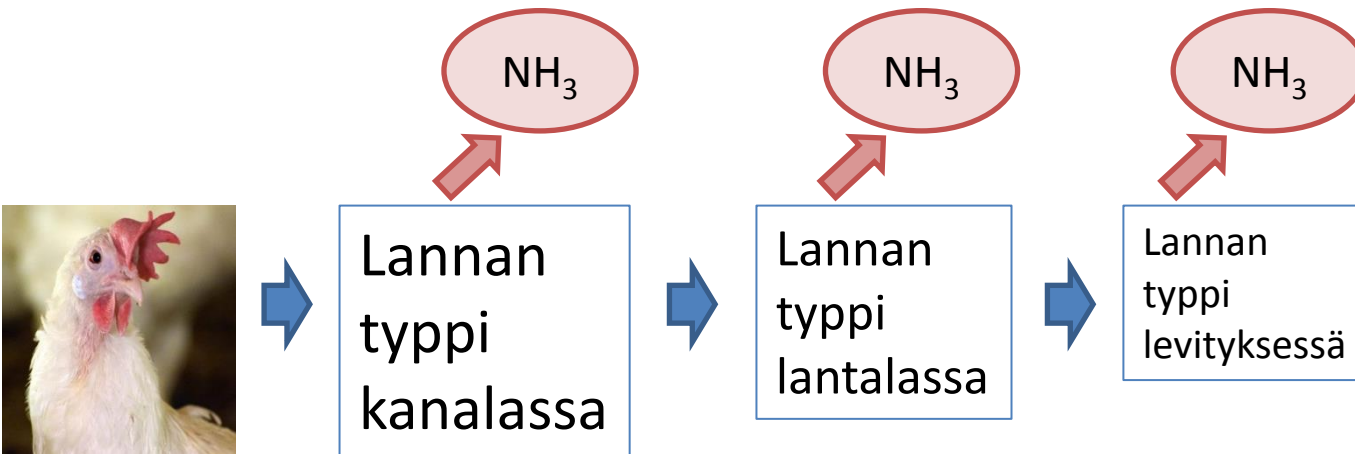 NH₃
NH₃
NH₃
Lannan
typpi
kanalassa
Lannan
typpi
lantalassa
Lannan
typpi
levityksessä